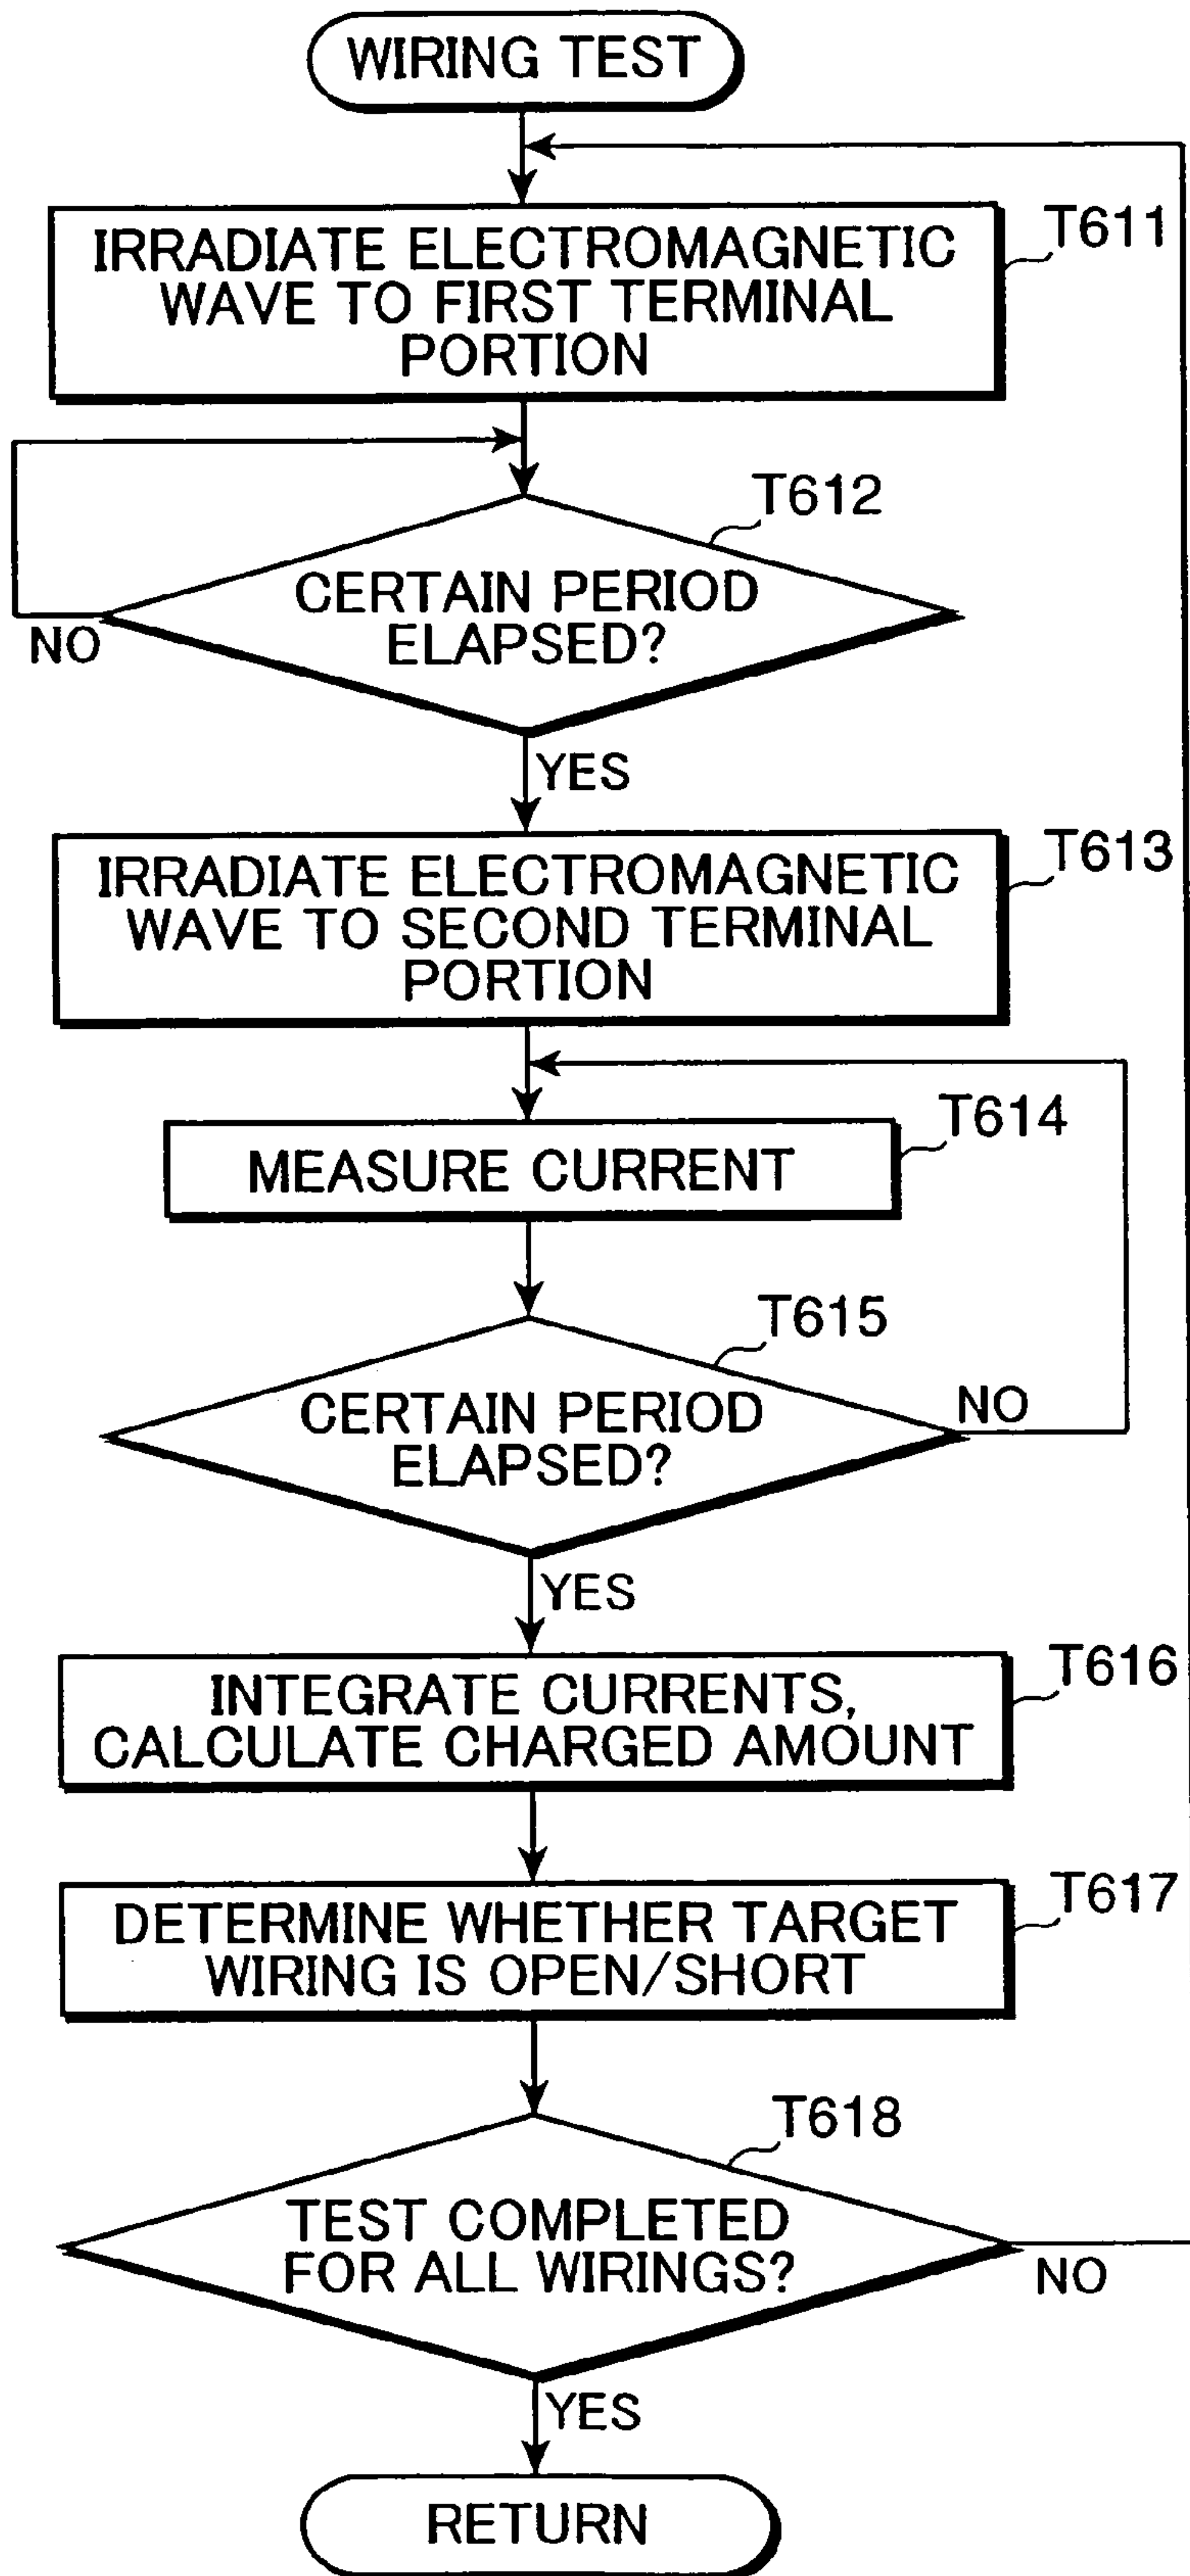 WIRING TEST
T611
IRRADIATE ELECTROMAGNETIC
WAVE TO FIRST TERMINAL
PORTION
T612
CERTAIN PERIOD
ELAPSED?
NO
YES
T613
IRRADIATE ELECTROMAGNETIC
WAVE TO SECOND TERMINAL
PORTION
T614
MEASURE CURRENT
T615
CERTAIN PERIOD
ELAPSED?
NO
YES
T616
INTEGRATE CURRENTS,
CALCULATE CHARGED AMOUNT
T617
DETERMINE WHETHER TARGET
WIRING IS OPEN/SHORT
T618
TEST COMPLETED
FOR ALL WIRINGS?
NO
YES
RETURN